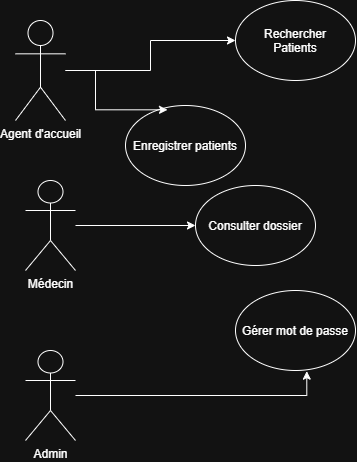 Rechercher
Patients
Agent d'accueil
Enregistrer patients
Consulter dossier
Médecin
Gérer mot de passe
Admin